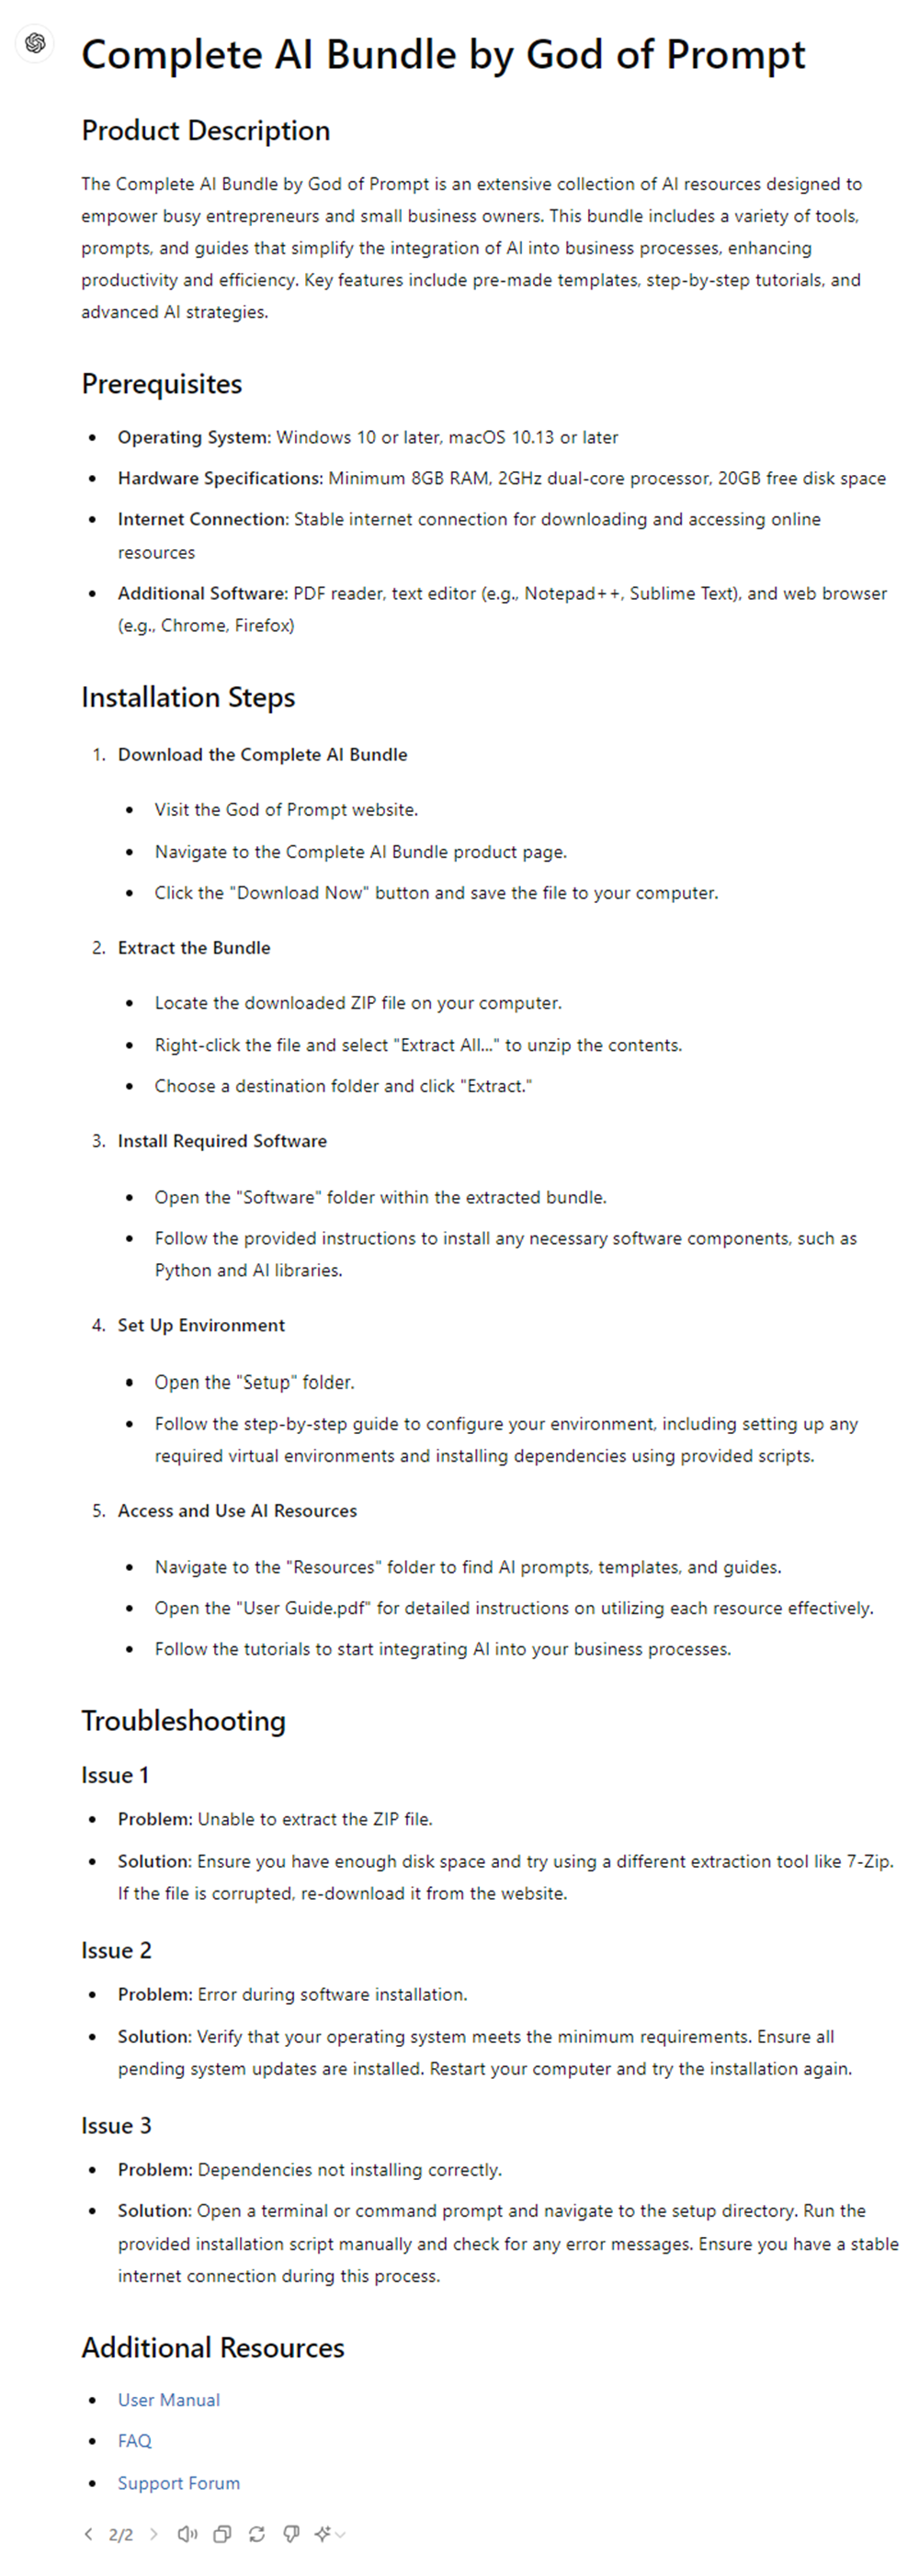 Complete AI Bundle by God of Prompt
Product Description
The Complete AI Bundle by God of Prompt is an extensive collection of AI resources designed to
empower busy entrepreneurs and small business owners. This bundle includes a variety of tools,
prompts, and guides that simplify the integration of AI into business processes, enhancing
productivity and efficiency. Key features include pre-made templates, step-by-step tutorials, and
advanced AI strategies.
Prerequisites
• Operating System: Windows 10 or later, macOS 10.13 or later
• Hardware Specifications: Minimum 8GB RAM, 2GHz dual-core processor, 20GB free disk space
• Internet Connection: Stable internet connection for downloading and accessing online
resources
• Additional Software: PDF reader, text editor (e.g., Notepad++, Sublime Text), and web browser
(e.g., Chrome, Firefox)
Installation Steps
1. Download the Complete AI Bundle
• Visit the God of Prompt website.
• Navigate to the Complete AI Bundle product page.
• Click the "Download Now" button and save the file to your computer.
2. Extract the Bundle
• Locate the downloaded ZIP file on your computer.
• Right-click the file and select "Extract All..." to unzip the contents.
• Choose a destination folder and click "Extract."
3. Install Required Software
• Open the "Software" folder within the extracted bundle.
• Follow the provided instructions to install any necessary software components, such as
Python and AI libraries.
4. Set Up Environment
• Open the "Setup" folder.
• Follow the step-by-step guide to configure your environment, including setting up any
required virtual environments and installing dependencies using provided scripts.
5. Access and Use AI Resources
• Navigate to the "Resources" folder to find AI prompts, templates, and guides.
• Open the "User Guide.pdf" for detailed instructions on utilizing each resource effectively.
• Follow the tutorials to start integrating AI into your business processes.
Troubleshooting
Issue 1
• Problem: Unable to extract the ZIP file.
• Solution: Ensure you have enough disk space and try using a different extraction tool like 7-Zip.
If the file is corrupted, re-download it from the website.
Issue 2
• Problem: Error during software installation.
• Solution: Verify that your operating system meets the minimum requirements. Ensure all
pending system updates are installed. Restart your computer and try the installation again.
Issue 3
• Problem: Dependencies not installing correctly.
• Solution: Open a terminal or command prompt and navigate to the setup directory. Run the
provided installation script manually and check for any error messages. Ensure you have a stable
internet connection during this process.
Additional Resources
• User Manual
• FAQ
• Support Forum
2/2